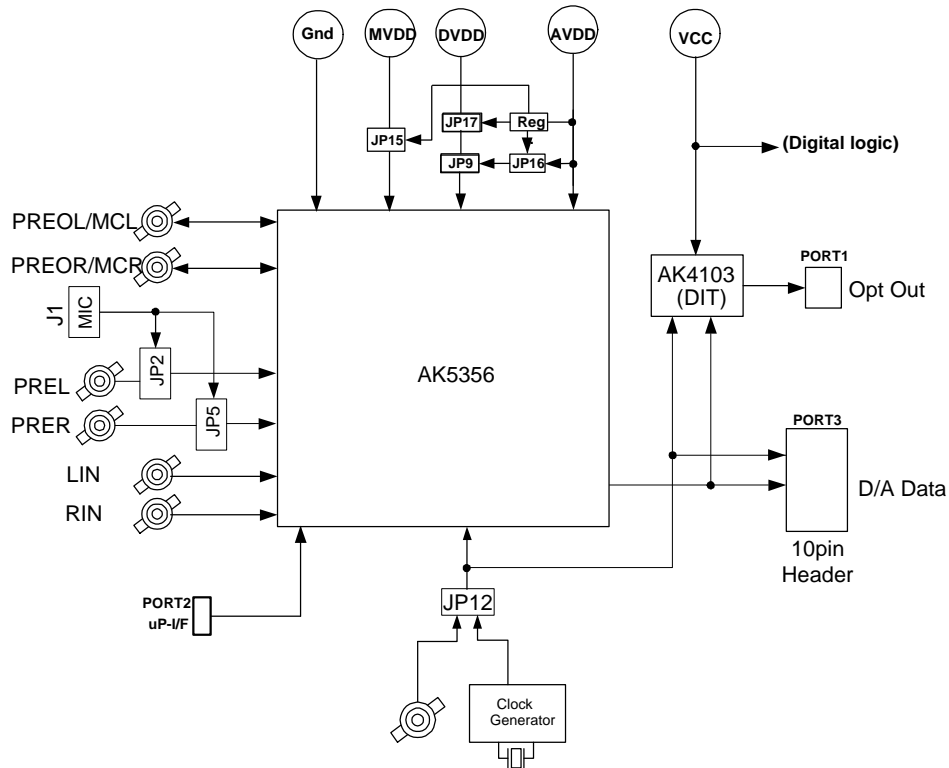 Gnd
MVDD
DVDD
AVDD
VCC
JP15
JP17
Reg
JP9
JP16
(Digital logic)
PREOL/MCL
PREOR/MCR
J1
MIC
JP2
PREL
JP5
PRER
LIN
RIN
AK5356
AK4103
(DIT)
PORT1
Opt Out
PORT3
D/A Data
10pin
Header
PORT2
uP-I/F
JP12
Clock
Generator